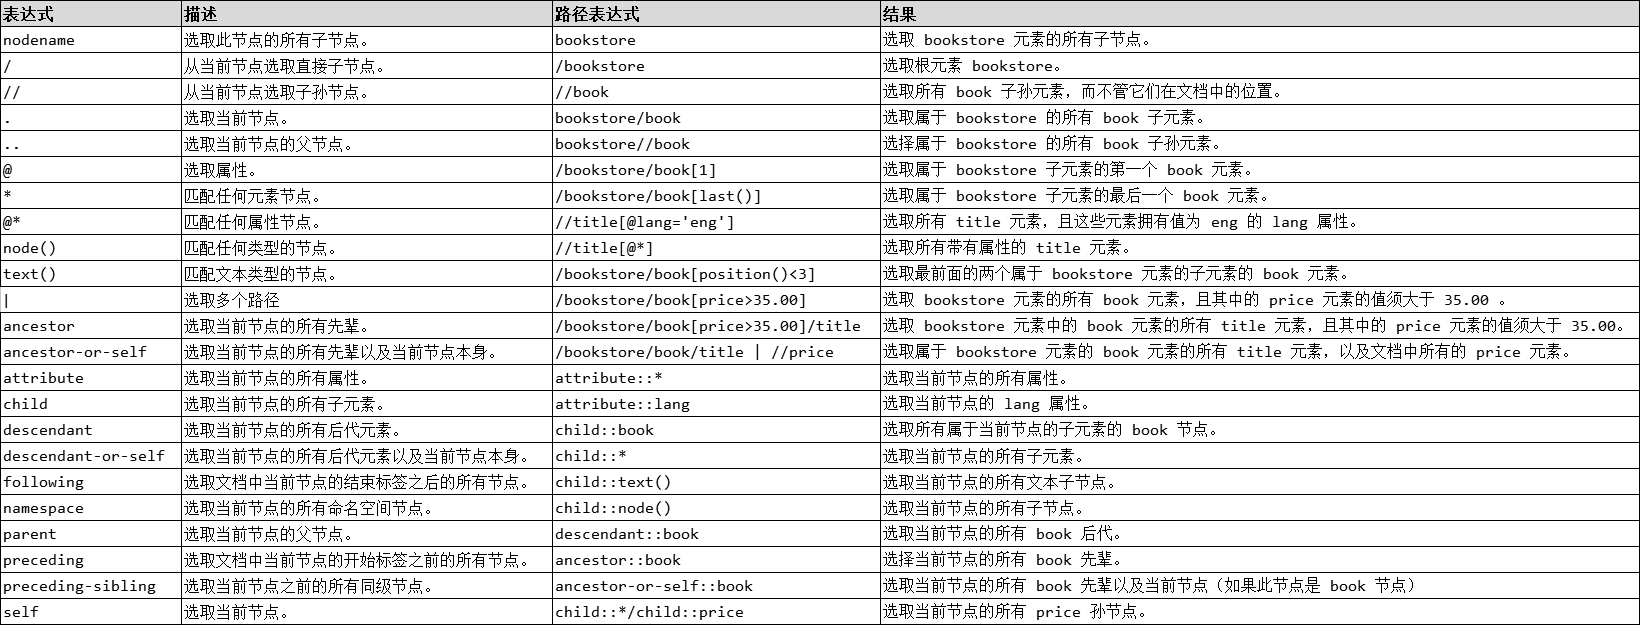 表达式 描述 路径表达式 结果
nodename 选取此节点的所有子节点。 bookstore 选取 bookstore 元素的所有子节点。
/ 从当前节点选取直接子节点。 /bookstore 选取根元素 bookstore。
// 从当前节点选取子孙节点。 //book 选取所有 book 子孙元素，而不管它们在文档中的位置。
. 选取当前节点。 bookstore/book 选取属于 bookstore 的所有 book 子元素。
.. 选取当前节点的父节点。 bookstore//book 选择属于 bookstore 的所有 book 子孙元素。
@ 选取属性。 /bookstore/book[1] 选取属于 bookstore 子元素的第一个 book 元素。
* 匹配任何元素节点。 /bookstore/book[last()] 选取属于 bookstore 子元素的最后一个 book 元素。
@* 匹配任何属性节点。 //title[@lang='eng'] 选取所有 title 元素，且这些元素拥有值为 eng 的 lang 属性。
node() 匹配任何类型的节点。 //title[@*] 选取所有带有属性的 title 元素。
text() 匹配文本类型的节点。 /bookstore/book[position()<3] 选取最前面的两个属于 bookstore 元素的子元素的 book 元素。
| 选取多个路径 /bookstore/book[price>35.00] 选取 bookstore 元素的所有 book 元素，且其中的 price 元素的值须大于 35.00 。
ancestor 选取当前节点的所有先辈。 /bookstore/book[price>35.00]/title 选取 bookstore 元素中的 book 元素的所有 title 元素，且其中的 price 元素的值须大于 35.00。
ancestor-or-self 选取当前节点的所有先辈以及当前节点本身。 /bookstore/book/title | //price 选取属于 bookstore 元素的 book 元素的所有 title 元素，以及文档中所有的 price 元素。
attribute 选取当前节点的所有属性。 attribute::* 选取当前节点的所有属性。
child 选取当前节点的所有子元素。 attribute::lang 选取当前节点的 lang 属性。
descendant 选取当前节点的所有后代元素。 child::book 选取所有属于当前节点的子元素的 book 节点。
descendant-or-self 选取当前节点的所有后代元素以及当前节点本身。 child::* 选取当前节点的所有子元素。
following 选取文档中当前节点的结束标签之后的所有节点。 child::text() 选取当前节点的所有文本子节点。
namespace 选取当前节点的所有命名空间节点。 child::node() 选取当前节点的所有子节点。
parent 选取当前节点的父节点。 descendant::book 选取当前节点的所有 book 后代。
preceding 选取文档中当前节点的开始标签之前的所有节点。 ancestor::book 选择当前节点的所有 book 先辈。
preceding-sibling 选取当前节点之前的所有同级节点。 ancestor-or-self::book 选取当前节点的所有 book 先辈以及当前节点（如果此节点是 book 节点）
self 选取当前节点。 child::*/child::price 选取当前节点的所有 price 孙节点。